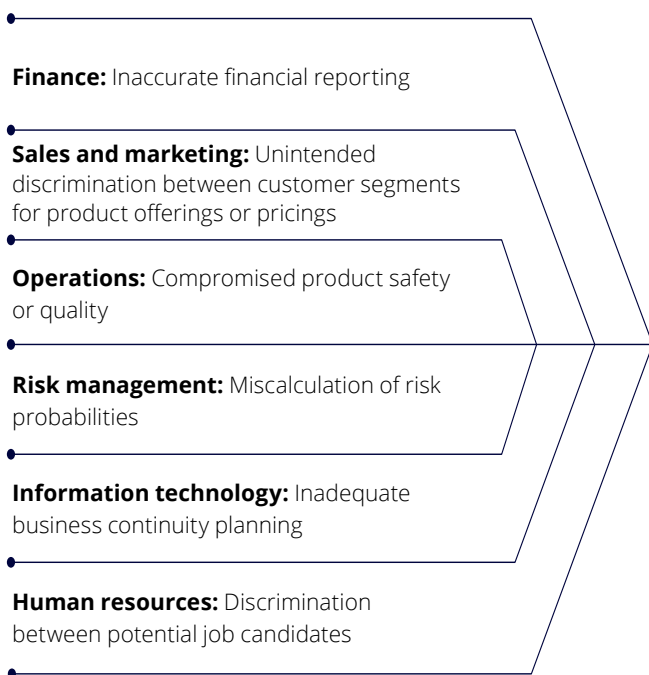 Finance: Inaccurate financial reporting
Sales and marketing: Unintended
discrimination between customer segments
for product offerings or pricings
Operations: Compromised product safety
or quality
Risk management: Miscalculation of risk
probabilities
Information technology: Inadequate
business continuity planning
Human resources: Discrimination
between potential job candidates